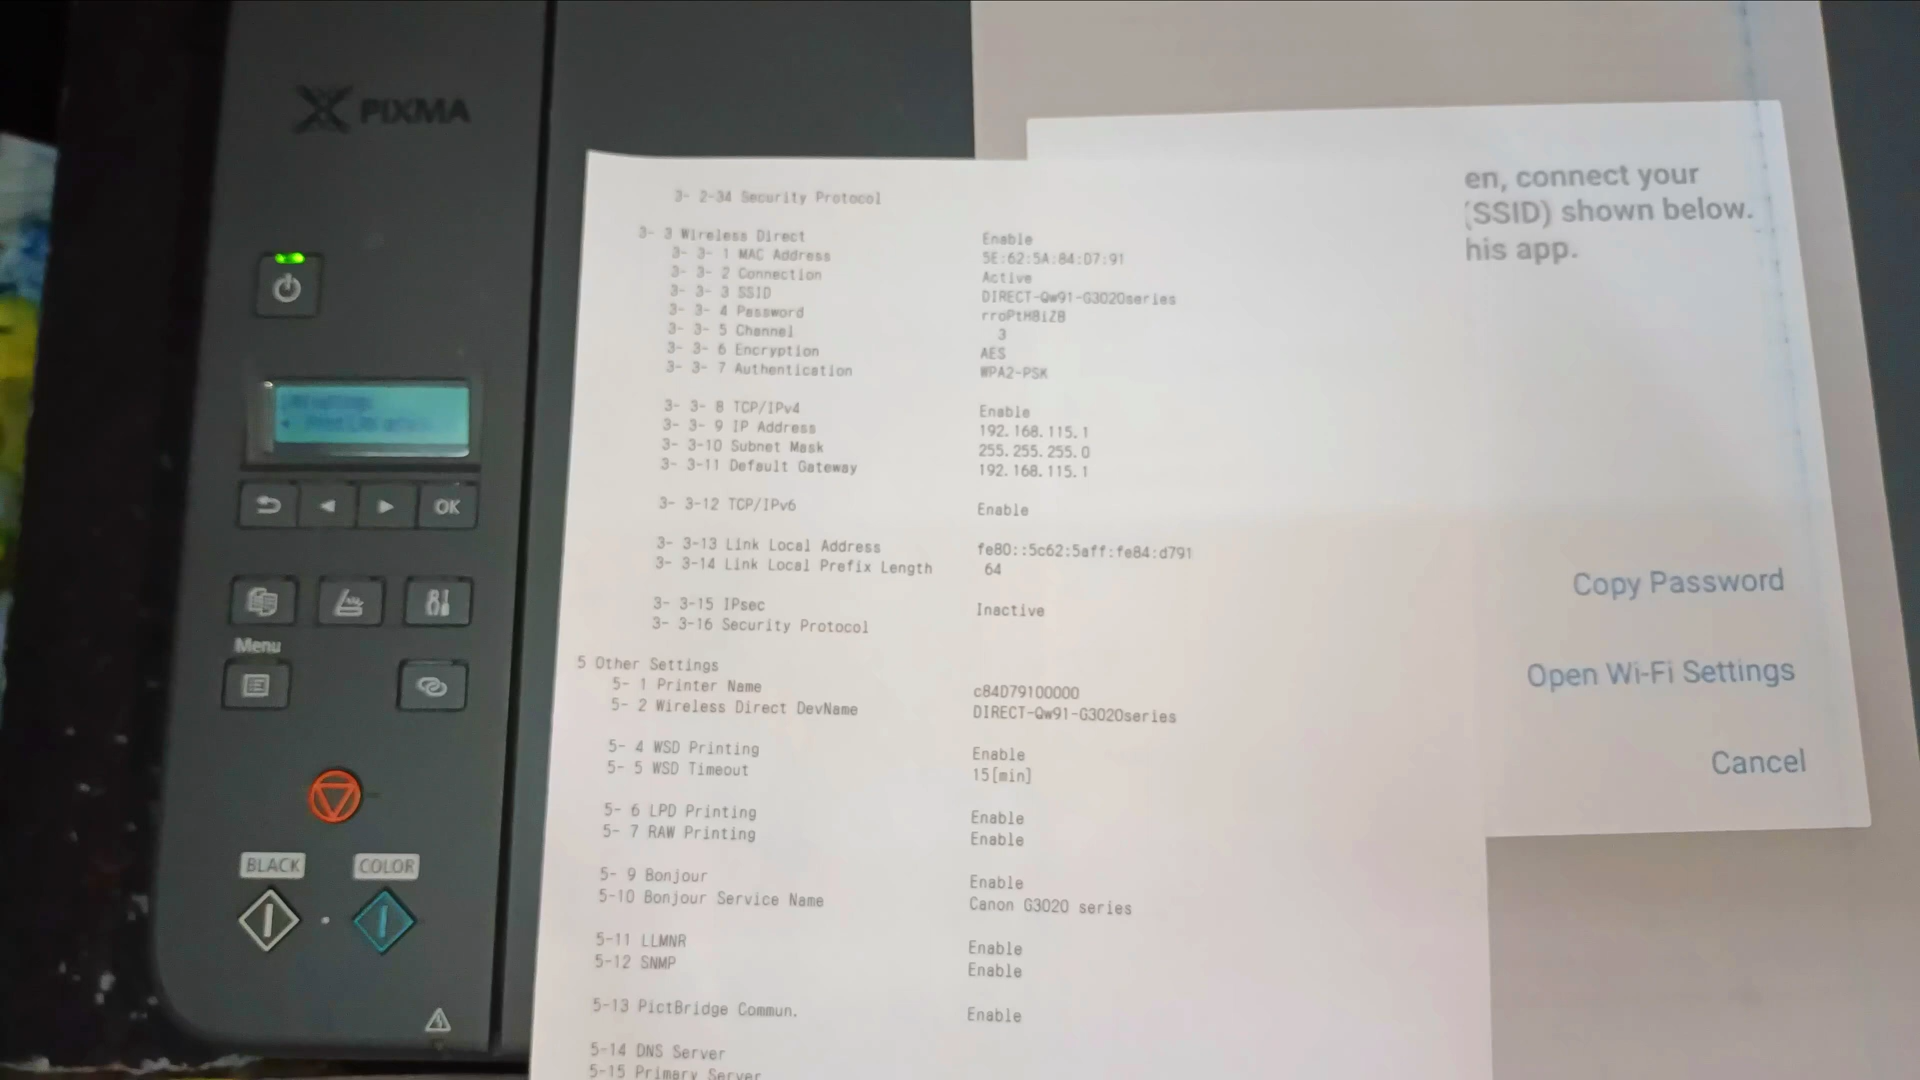 PIXMA
OK
Menu
BLACK
COLOR
3- 2-34 Security Protocol
3- 3 Wireless Direct Enable
3- 3- 1 MAC Address 5E:62:5A:84:D7:91
3- 3- 2 Connection Active
3- 3- 3 SSID DIRECT-Qw91-G3020series
3- 3- 4 Password rroPtH8iZB
3- 3- 5 Channel 3
3- 3- 6 Encryption AES
3- 3- 7 Authentication WPA2-PSK
3- 3- 8 TCP/IPv4 Enable
3- 3- 9 IP Address 192.168.115.1
3- 3-10 Subnet Mask 255.255.255.0
3- 3-11 Default Gateway 192.168.115.1
3- 3-12 TCP/IPv6 Enable
3- 3-13 Link Local Address fe80::5c62:5aff:fe84:d791
3- 3-14 Link Local Prefix Length 64
3- 3-15 IPsec Inactive
3- 3-16 Security Protocol
5 Other Settings
5- 1 Printer Name c84D79100000
5- 2 Wireless Direct DevName DIRECT-Qw91-G3020series
5- 4 WSD Printing Enable
5- 5 WSD Timeout 15[min]
5- 6 LPD Printing Enable
5- 7 RAW Printing Enable
5- 9 Bonjour Enable
5-10 Bonjour Service Name Canon G3020 series
5-11 LLMNR Enable
5-12 SNMP Enable
5-13 PictBridge Commun. Enable
5-14 DNS Server
5-15 Primary Server
en, connect your
(SSID) shown below.
his app.
Copy Password
Open Wi-Fi Settings
Cancel